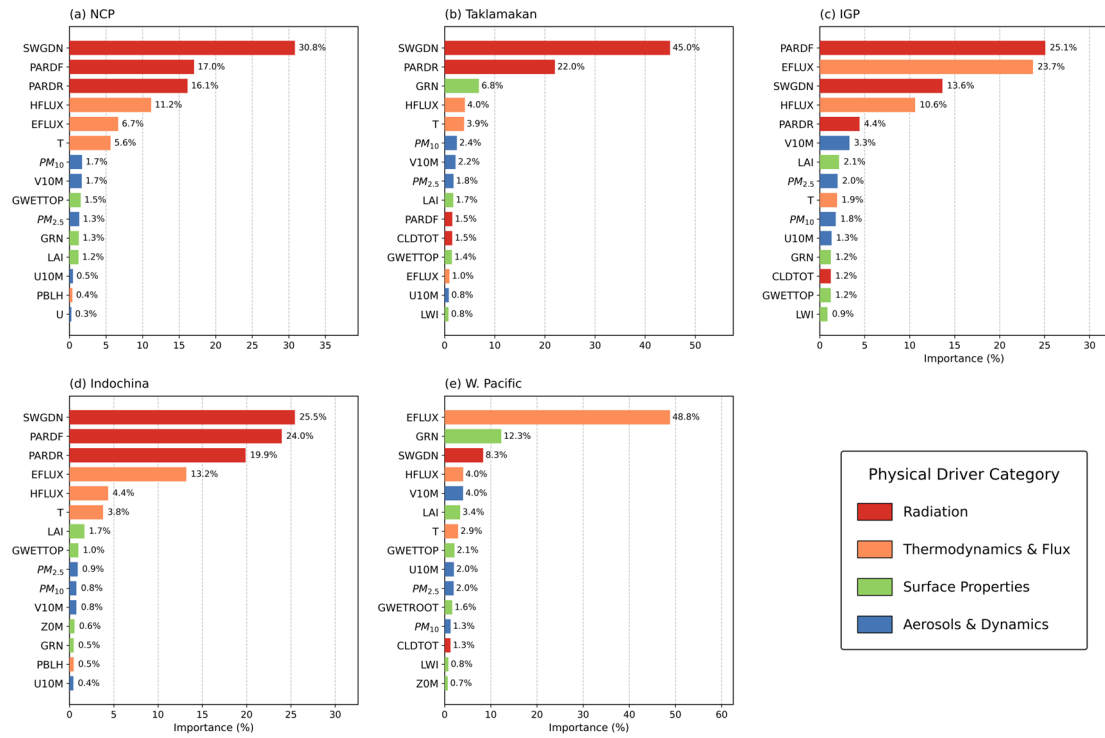 (a) NCP
SWGDN 30.8%
PARDF 17.0%
PARDR 16.1%
HFLUX 11.2%
EFLUX 6.7%
T 5.6%
PM10 1.7%
V10M 1.7%
GWETTOP 1.5%
PM2.5 1.3%
GRN 1.3%
LAI 1.2%
U10M 0.5%
PBLH 0.4%
U 0.3%
0 5 10 15 20 25 30 35
(b) Taklamakan
SWGDN 45.0%
PARDR 22.0%
GRN 6.8%
HFLUX 4.0%
T 3.9%
PM10 2.4%
V10M 2.2%
PM2.5 1.8%
LAI 1.7%
PARDF 1.5%
CLDTOT 1.5%
GWETTOP 1.4%
EFLUX 1.0%
U10M 0.8%
LWI 0.8%
0 10 20 30 40 50
(c) IGP
PARDF 25.1%
EFLUX 23.7%
SWGDN 13.6%
HFLUX 10.6%
PARDR 4.4%
V10M 3.3%
LAI 2.1%
PM2.5 2.0%
T 1.9%
PM10 1.8%
U10M 1.3%
GRN 1.2%
CLDTOT 1.2%
GWETTOP 1.2%
LWI 0.9%
0 5 10 15 20 25 30
Importance (%)
(d) Indochina
SWGDN 25.5%
PARDF 24.0%
PARDR 19.9%
EFLUX 13.2%
HFLUX 4.4%
T 3.8%
LAI 1.7%
GWETTOP 1.0%
PM2.5 0.9%
PM10 0.8%
V10M 0.8%
Z0M 0.6%
GRN 0.5%
PBLH 0.5%
U10M 0.4%
0 5 10 15 20 25 30
Importance (%)
(e) W. Pacific
EFLUX 48.8%
GRN 12.3%
SWGDN 8.3%
HFLUX 4.0%
V10M 4.0%
LAI 3.4%
T 2.9%
GWETTOP 2.1%
U10M 2.0%
PM2.5 2.0%
GWETROOT 1.6%
PM10 1.3%
CLDTOT 1.3%
LWI 0.8%
Z0M 0.7%
0 10 20 30 40 50 60
Importance (%)
Physical Driver Category
Radiation
Thermodynamics & Flux
Surface Properties
Aerosols & Dynamics